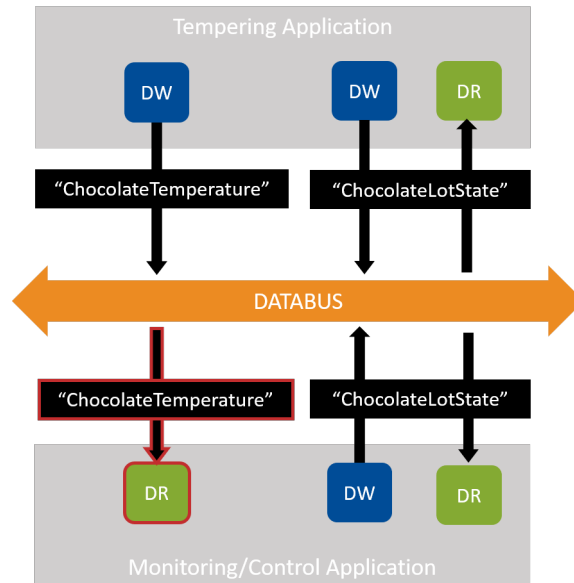 Tempering Application
DW
DW
DR
“ChocolateTemperature”
“ChocolateLotState”
DATABUS
“ChocolateTemperature”
“ChocolateLotState”
DR
DW
DR
Monitoring/Control Application